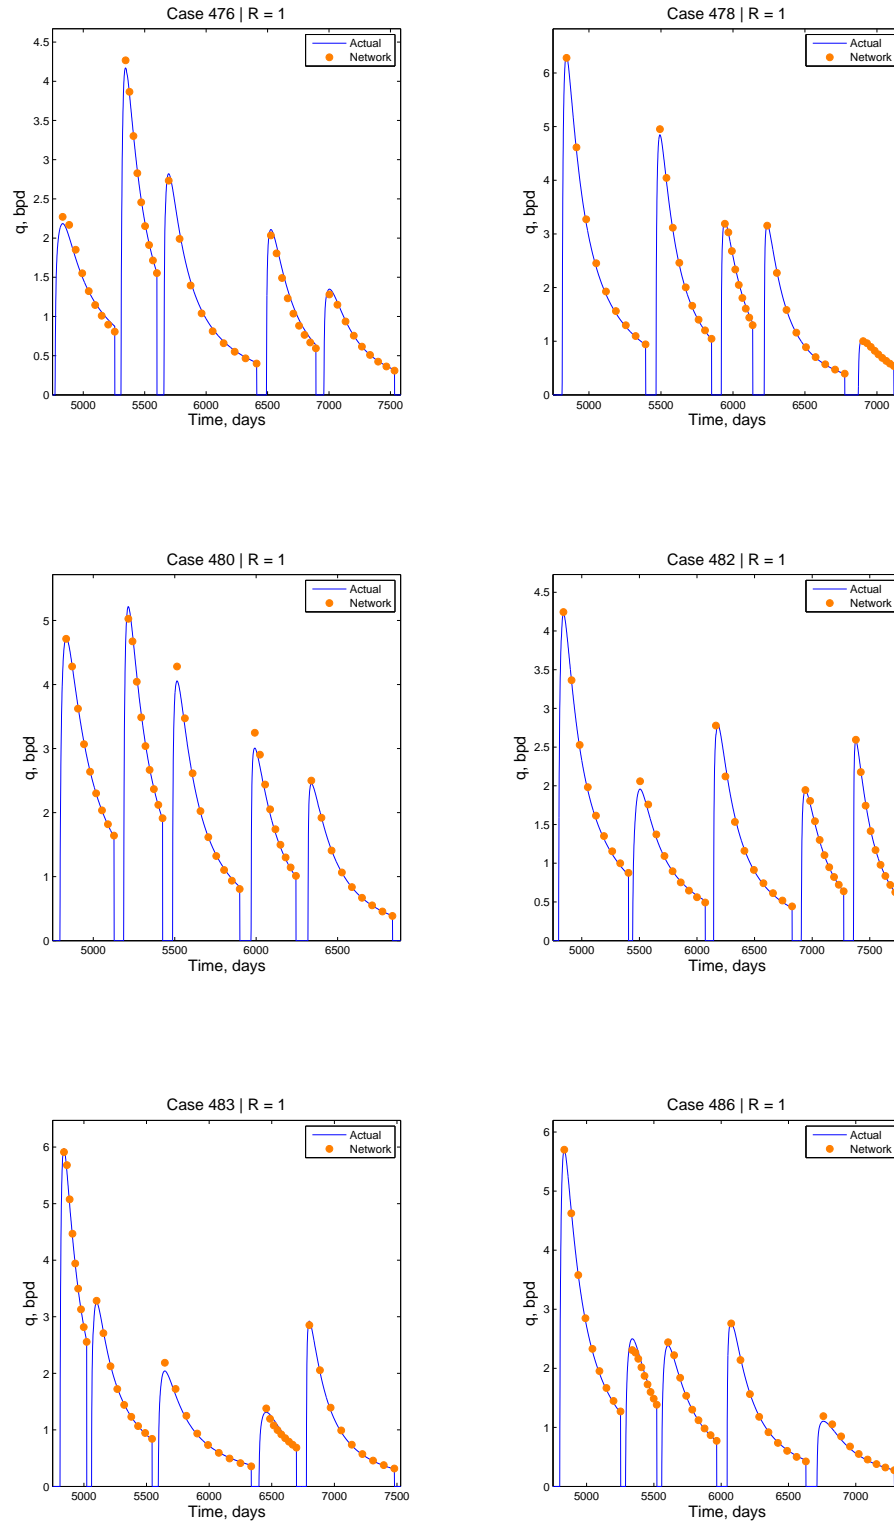 Case 476 | R = 1
4.5
4
3.5
3
2.5
2
1.5
1
0.5
0
q, bpd
Actual
Network
5000 5500 6000 6500 7000 7500
Time, days
Case 478 | R = 1
6
5
4
3
2
1
0
q, bpd
Actual
Network
5000 5500 6000 6500 7000
Time, days
Case 480 | R = 1
5
4
3
2
1
0
q, bpd
Actual
Network
5000 5500 6000 6500
Time, days
Case 482 | R = 1
4.5
4
3.5
3
2.5
2
1.5
1
0.5
0
q, bpd
Actual
Network
5000 5500 6000 6500 7000 7500
Time, days
Case 483 | R = 1
6
5
4
3
2
1
0
q, bpd
Actual
Network
5000 5500 6000 6500 7000 7500
Time, days
Case 486 | R = 1
6
5
4
3
2
1
0
q, bpd
Actual
Network
5000 5500 6000 6500 7000
Time, days